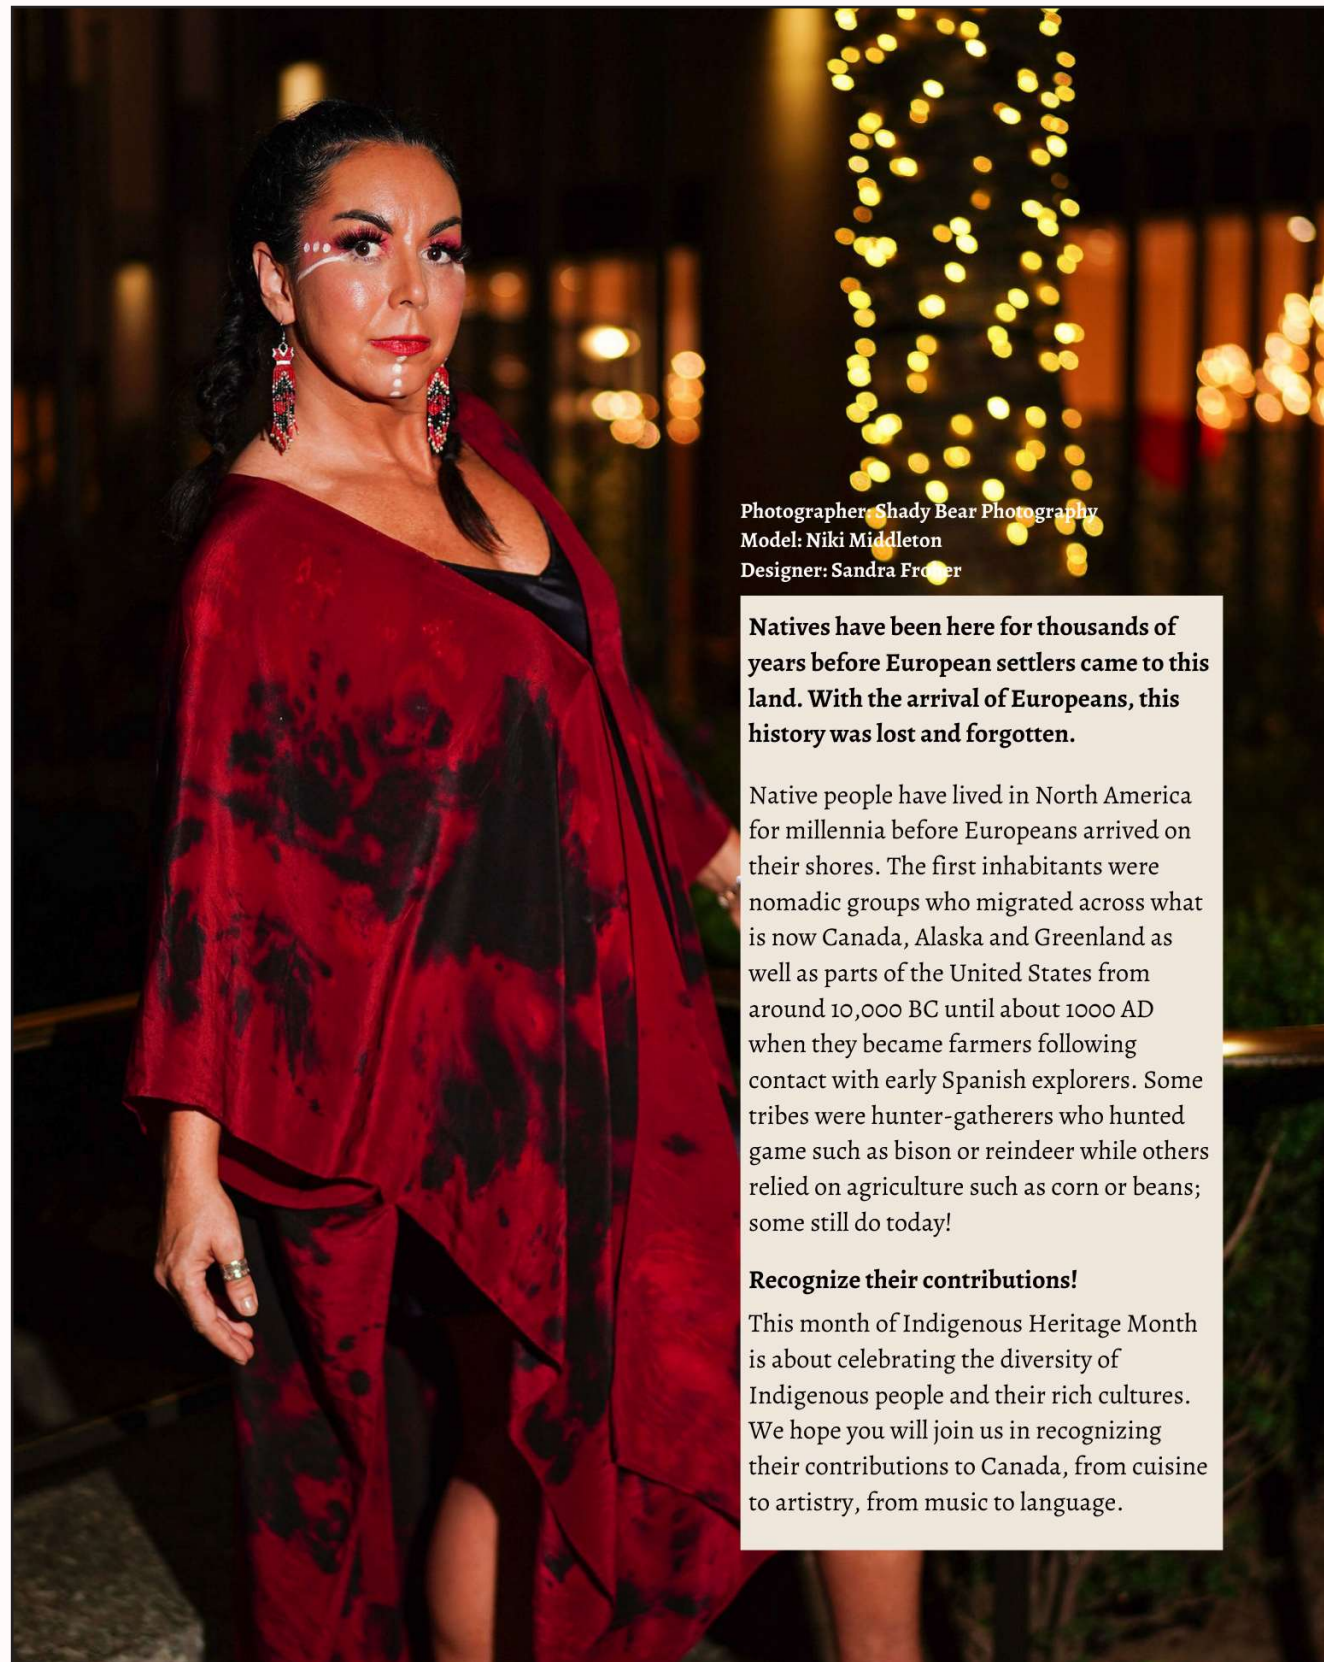 Photographer: Shady Bear Photography
Model: Niki Middleton
Designer: Sandra
Natives have been here for thousands of
years before European settlers came to this
land. With the arrival of Europeans, this
history was lost and forgotten.
Native people have lived in North America
for millennia before Europeans arrived on
their shores. The first inhabitants were
nomadic groups who migrated across what
is now Canada, Alaska and Greenland as
well as parts of the United States from
around 10,000 BC until about 1000 AD
when they became farmers following
contact with early Spanish explorers. Some
tribes were hunter-gatherers who hunted
game such as bison or reindeer while others
relied on agriculture such as corn or beans;
some still do today!
Recognize their contributions!
This month of Indigenous Heritage Month
is about celebrating the diversity of
Indigenous people and their rich cultures.
We hope you will join us in recognizing
their contributions to Canada, from cuisine
to artistry, from music to language.